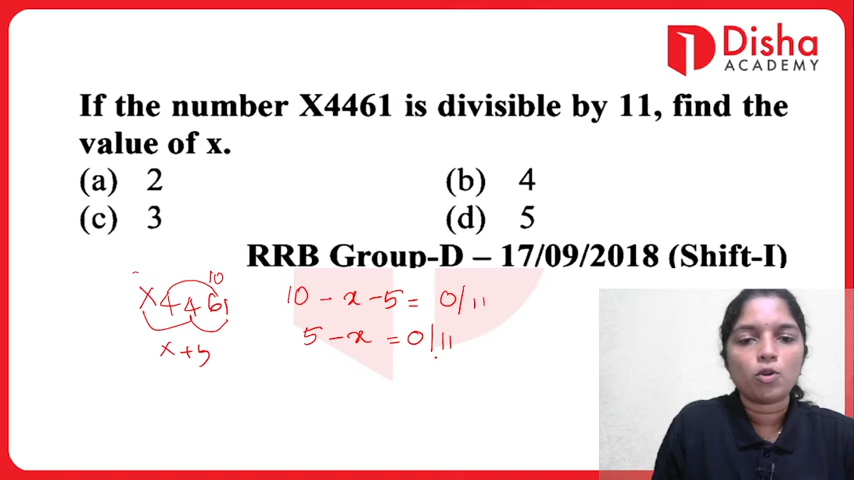 Disha
ACADEMY
If the number X4461 is divisible by 11, find the
value of x.
(a) 2
(b) 4
(c) 3
(d) 5
RRB Group-D – 17/09/2018 (Shift-I)
10
X4461
x+5
10 - x - 5 = 0/11
5 - x = 0/11